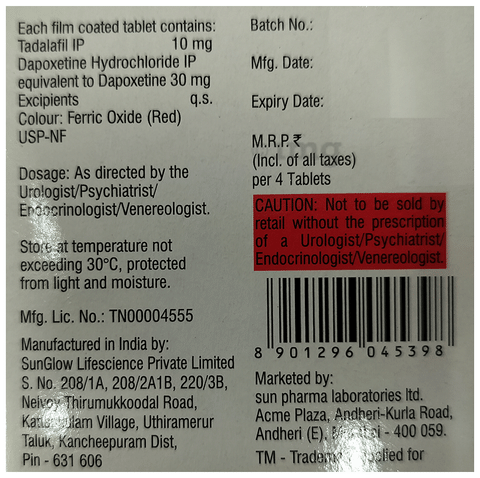 Each film coated tablet contains:
Tadalafil IP 10 mg
Dapoxetine Hydrochloride IP
equivalent to Dapoxetine 30 mg
Excipients q.s.
Colour: Ferric Oxide (Red)
USP-NF
Dosage: As directed by the
Urologist/Psychiatrist/
Endocrinologist/Venereologist.
Store at temperature not
exceeding 30°C, protected
from light and moisture.
Mfg. Lic. No.: TN00004555
Manufactured in India by:
SunGlow Lifescience Private Limited
S. No. 208/1A, 208/2A1B, 220/3B,
Neivoy Thirumukkoodal Road,
Village, Uthiramerur
Taluk, Kancheepuram Dist,
Pin - 631 606
Batch No.:
Mfg. Date:
Expiry Date:
M.R.P. ₹
(Incl. of all taxes)
per 4 Tablets
CAUTION: Not to be sold by
retail without the prescription
of a Urologist/Psychiatrist/
Endocrinologist/Venereologist.
8 901296 045398
Marketed by:
sun pharma laboratories ltd.
Acme Plaza, Andheri-Kurla Road,
Andheri (E), Mumbai - 400 059.
TM - Trademark Applied for